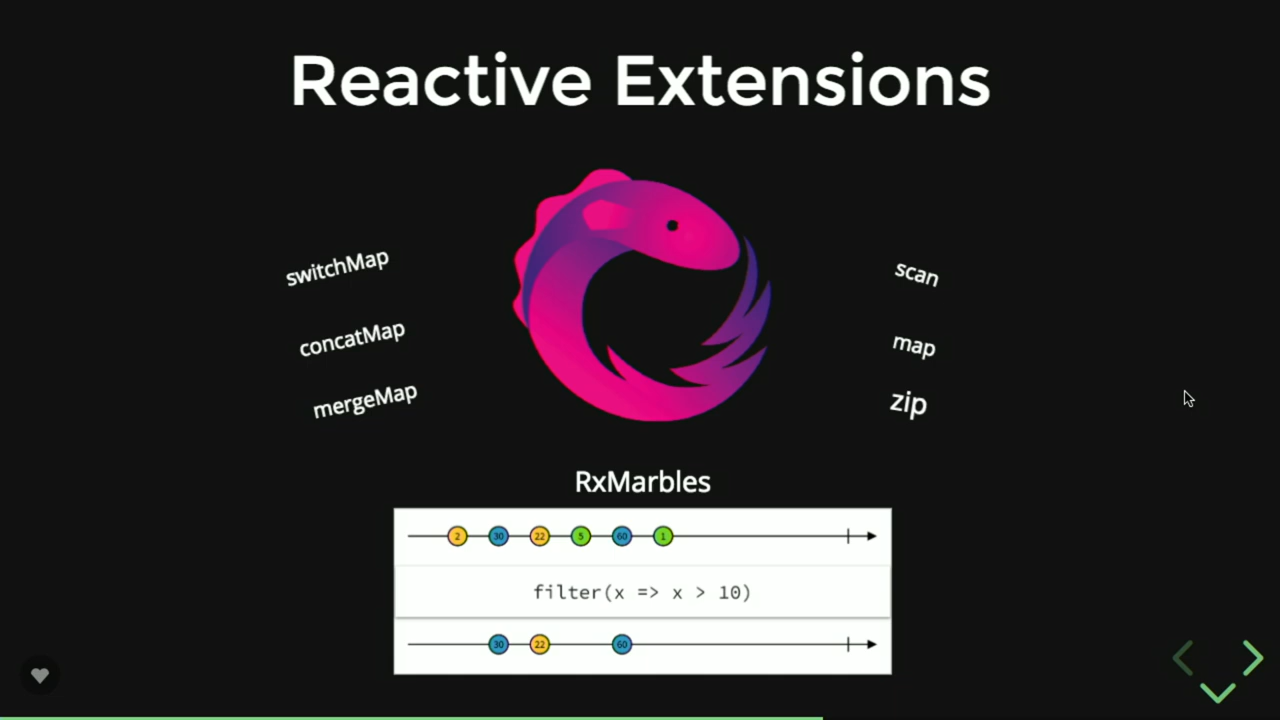 Reactive Extensions
switchMap
scan
concatMap
map
mergeMap
zip
RxMarbles
2 30 22 5 60 1
filter(x => x > 10)
30 22 60